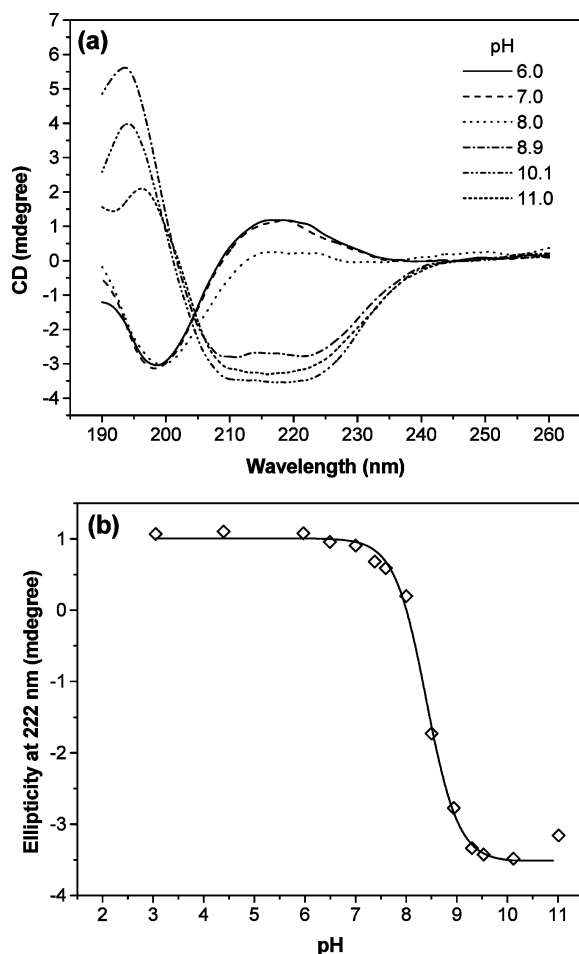 (a)
pH
6.0
7.0
8.0
8.9
10.1
11.0
7
6
5
4
3
2
1
0
-1
-2
-3
-4
CD (mdegree)
190 200 210 220 230 240 250 260
Wavelength (nm)
(b)
1
0
-1
-2
-3
-4
Ellipticity at 222 nm (mdegree)
2 3 4 5 6 7 8 9 10 11
pH